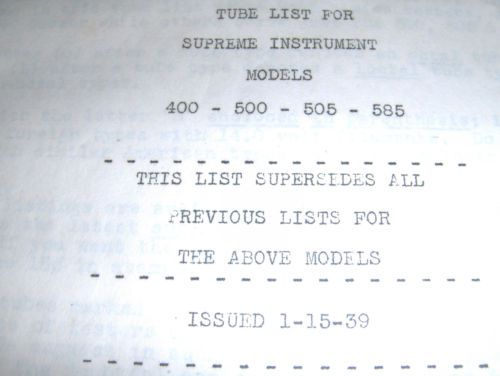 TUBE LIST FOR
SUPREME INSTRUMENT
MODELS
400 - 500 - 505 - 585
- - - - - - - - - - - - - - - - -
THIS LIST SUPERSEDES ALL
PREVIOUS LISTS FOR
THE ABOVE MODELS
- - - - - - - - - - - - - - - - -
ISSUED 1-15-39
- - - - - - - - - - - - - - - - -